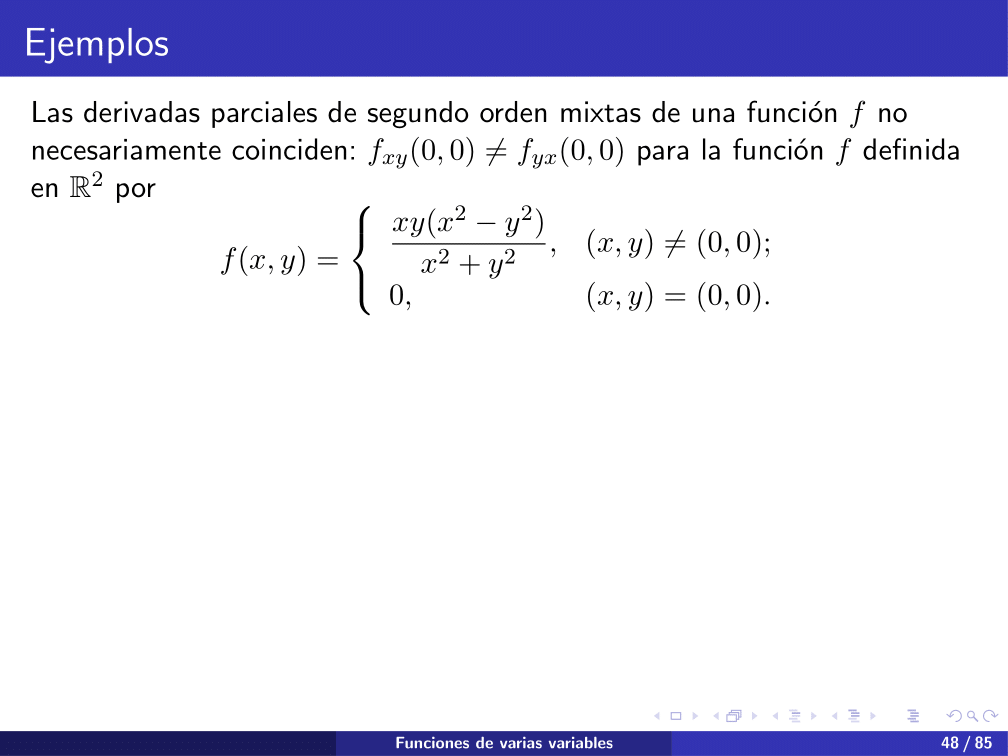 Ejemplos
Las derivadas parciales de segundo orden mixtas de una función f no
necesariamente coinciden: f_{xy}(0, 0) ≠ f_{yx}(0, 0) para la función f definida
en ℝ² por
f(x, y) = { xy(x² − y²) / x² + y², (x, y) ≠ (0, 0);
0, (x, y) = (0, 0).
Funciones de varias variables 48 / 85